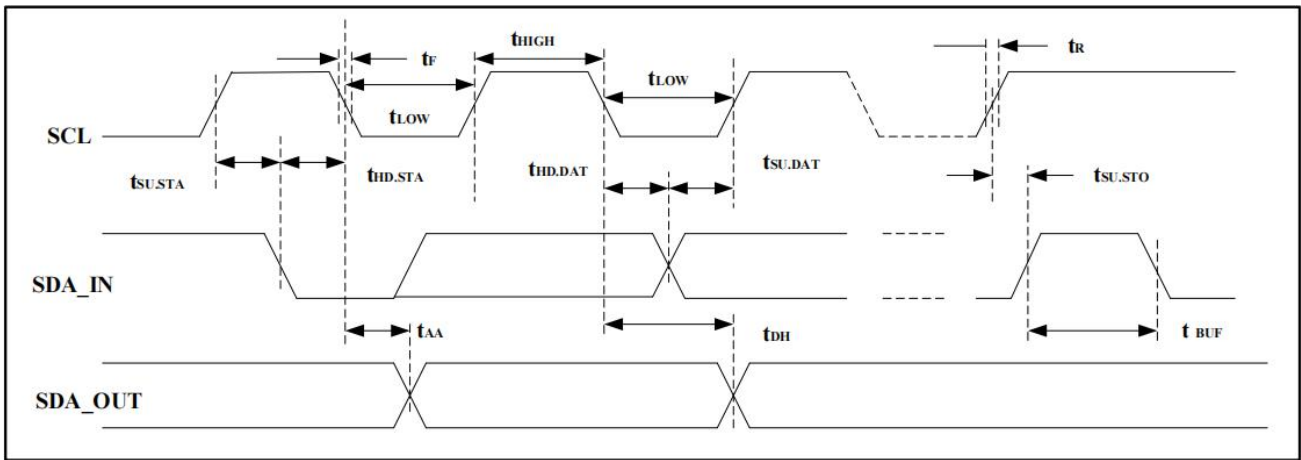 tHIGH
tF
tR
tLOW
tLOW
SCL
tSU.STA
tHD.STA
tHD.DAT
tSU.DAT
tSU.STO
SDA_IN
tAA
tDH
t BUF
SDA_OUT